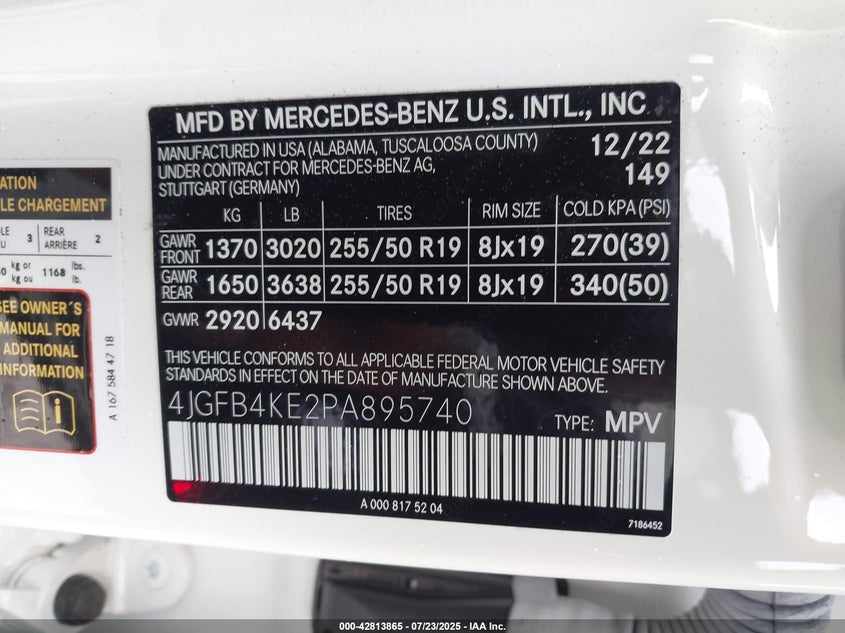 MFD BY MERCEDES-BENZ U.S. INTL., INC
MANUFACTURED IN USA (ALABAMA, TUSCALOOSA COUNTY) 12/22
UNDER CONTRACT FOR MERCEDES-BENZ AG, 149
STUTTGART (GERMANY)
KG LB TIRES RIM SIZE COLD KPA (PSI)
GAWR FRONT 1370 3020 255/50 R19 8Jx19 270(39)
GAWR REAR 1650 3638 255/50 R19 8Jx19 340(50)
GVWR 2920 6437
THIS VEHICLE CONFORMS TO ALL APPLICABLE FEDERAL MOTOR VEHICLE SAFETY
STANDARDS IN EFFECT ON THE DATE OF MANUFACTURE SHOWN ABOVE.
4JGFB4KE2PA895740 TYPE: MPV
A 000 817 52 04
7186452
LE CHARGEMENT
3 REAR ARRIÈRE 2
kg or kg ou 1168 lbs. lb.
SEE OWNER´S
MANUAL FOR
ADDITIONAL
INFORMATION
A 167 584 47 18
000-42813865 - 07/23/2025 - IAA Inc.